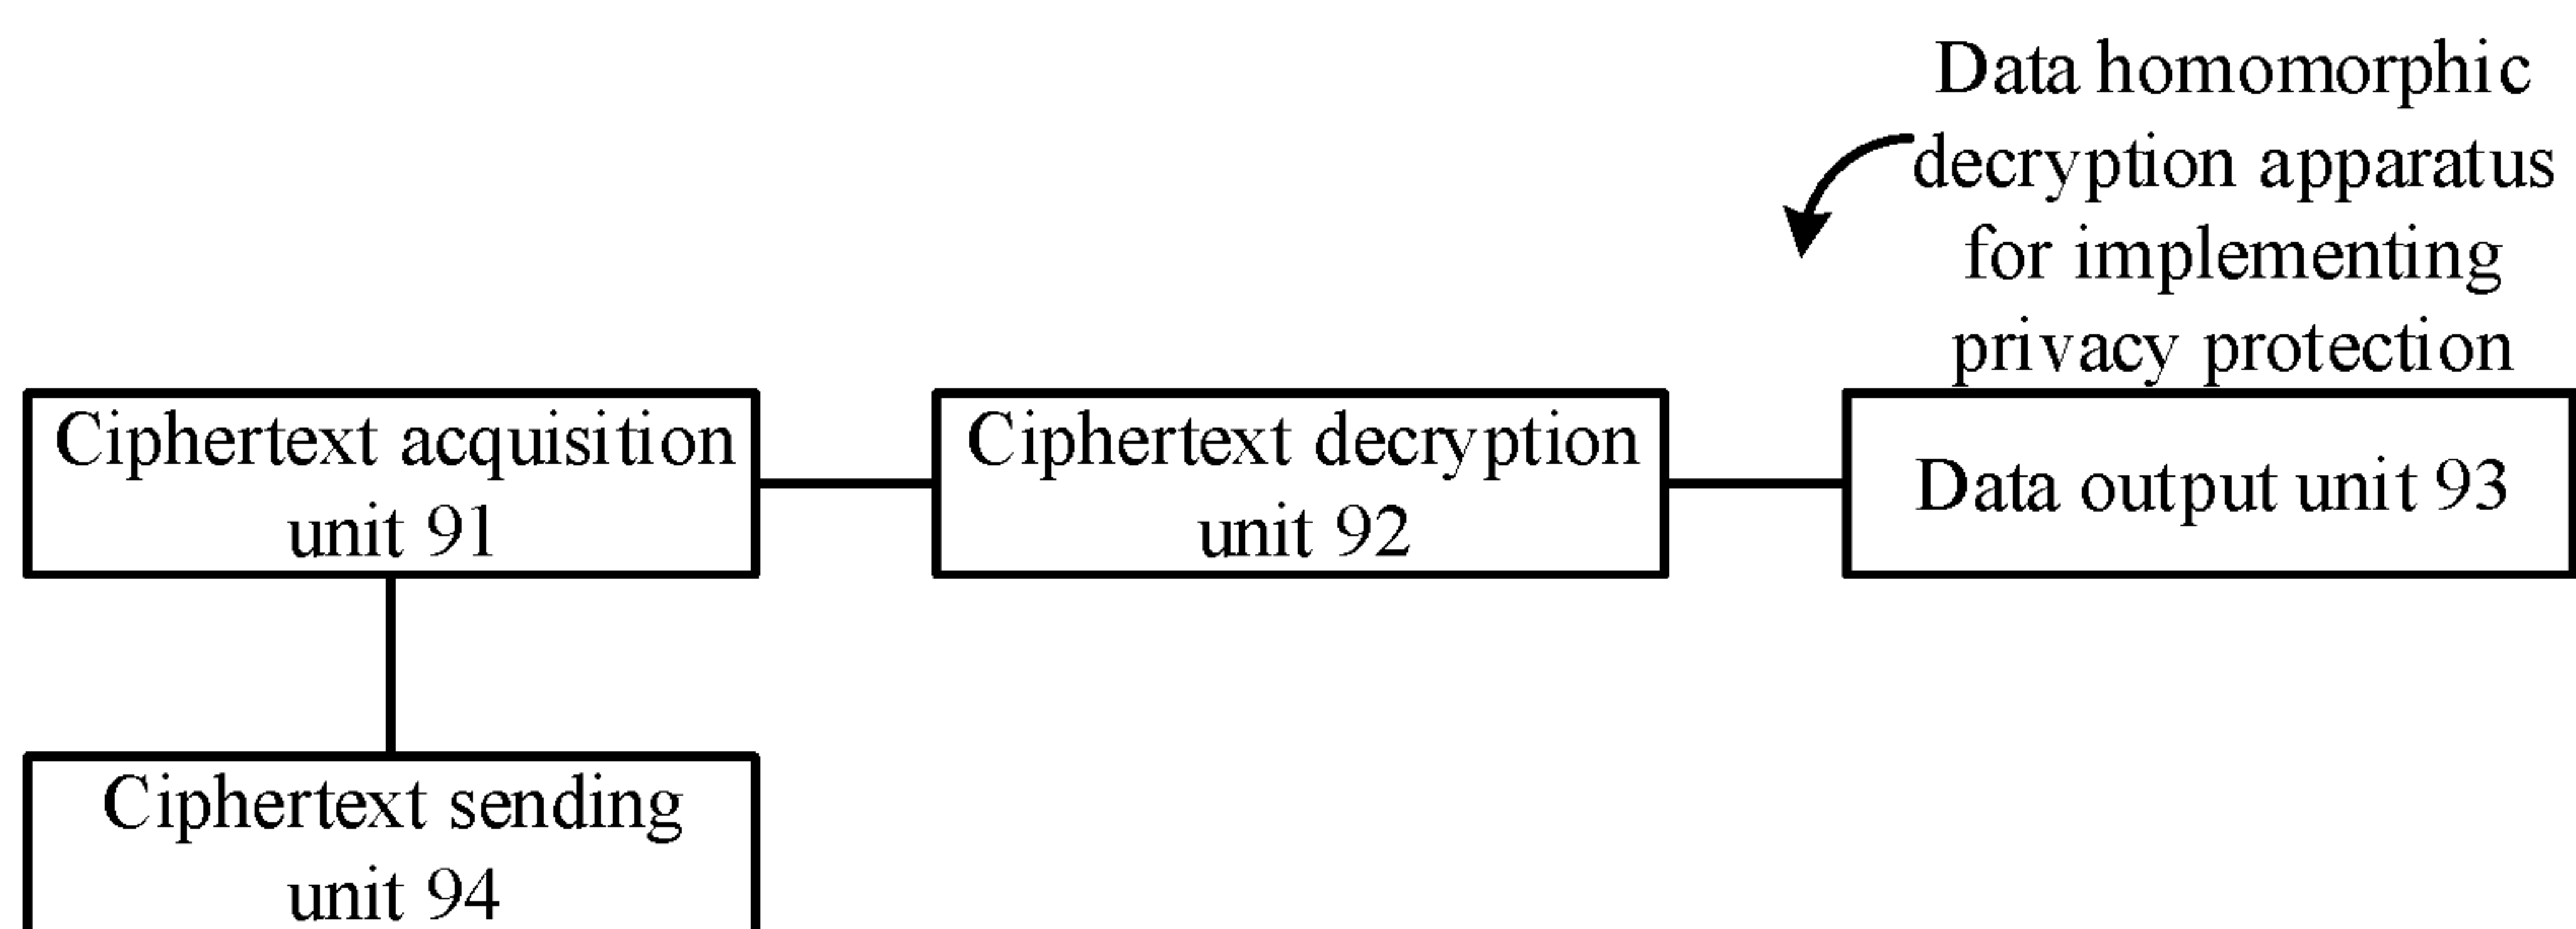 Data homomorphic
decryption apparatus
for implementing
privacy protection
Ciphertext acquisition
unit 91
Ciphertext decryption
unit 92
Data output unit 93
Ciphertext sending
unit 94